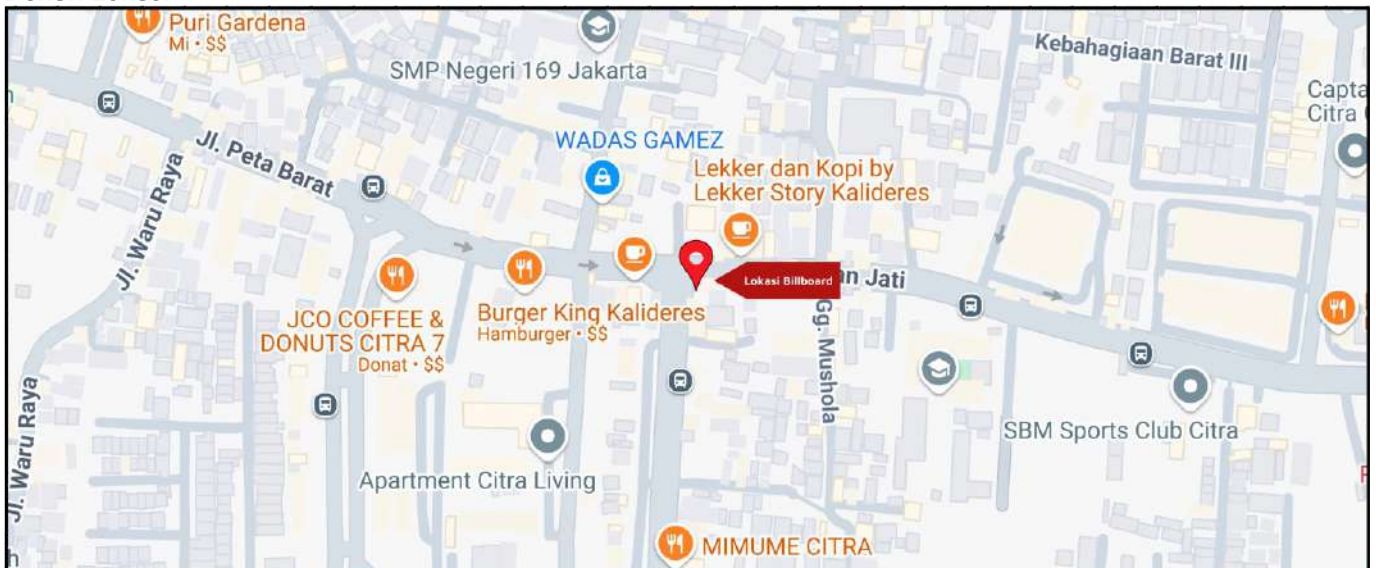 Puri Gardena
Mi • $$
SMP Negeri 169 Jakarta
Kebahagiaan Barat III
Capta
Citra
Jl. Peta Barat
WADAS GAMEZ
Lekker dan Kopi by
Lekker Story Kalideres
Jl. Waru Raya
Lokasi Billboard
an Jati
JCO COFFEE &
DONUTS CITRA 7
Donat • $$
Burger King Kalideres
Hamburger • $$
Gg. Mushola
Jl. Waru Raya
SBM Sports Club Citra
Apartment Citra Living
MIMUME CITRA